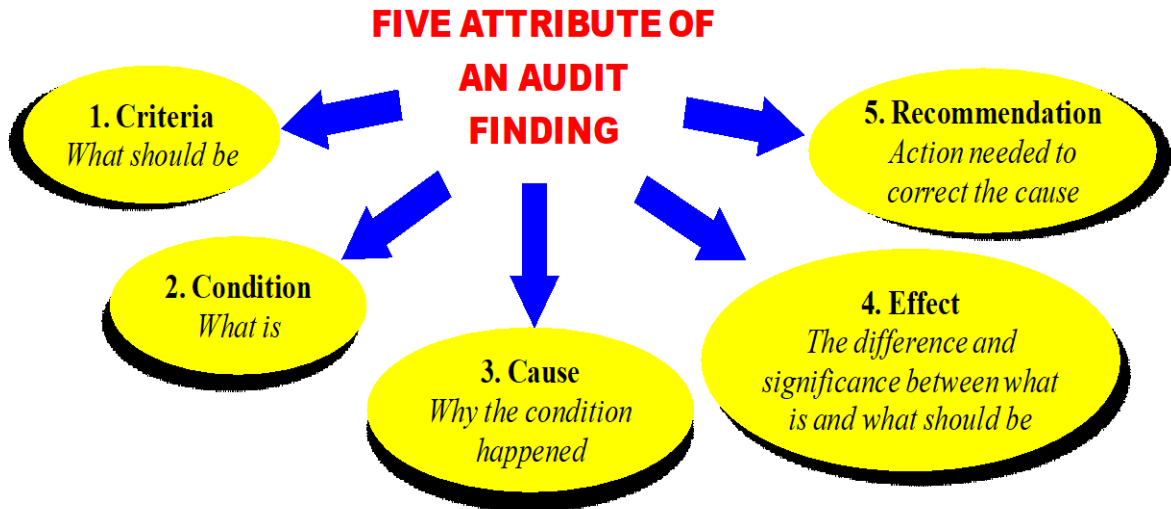 FIVE ATTRIBUTE OF
AN AUDIT
FINDING
1. Criteria
What should be
2. Condition
What is
3. Cause
Why the condition
happened
4. Effect
The difference and
significance between what
is and what should be
5. Recommendation
Action needed to
correct the cause